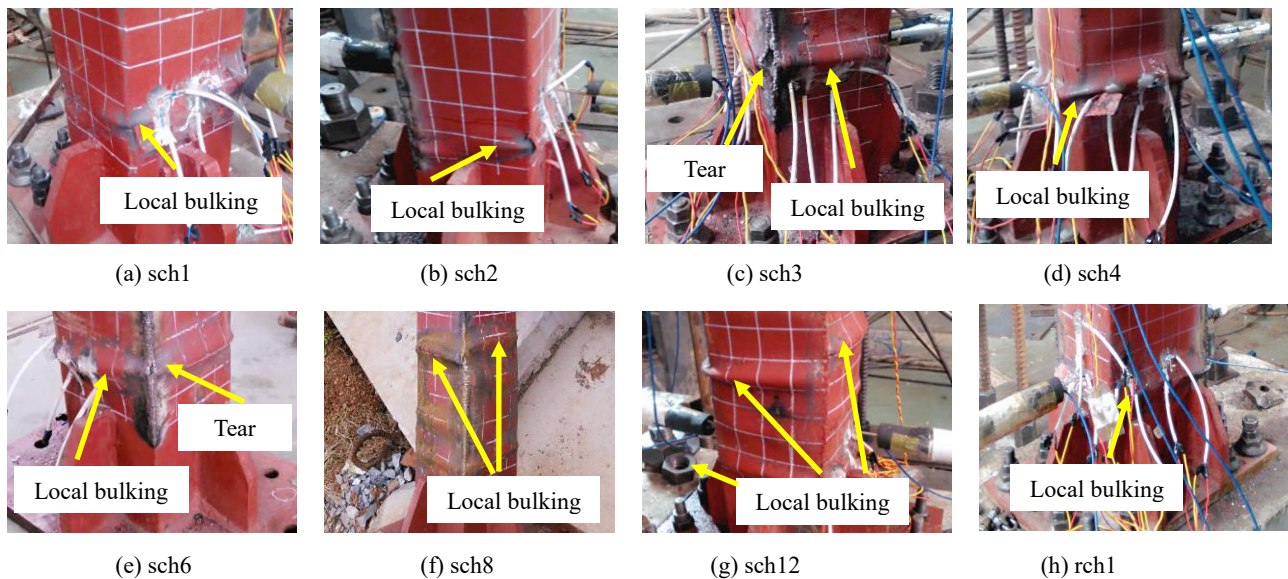 Local bulking
Local bulking
Tear
Local bulking
Local bulking
(a) sch1
(b) sch2
(c) sch3
(d) sch4
Tear
Local bulking
Local bulking
Local bulking
Local bulking
(e) sch6
(f) sch8
(g) sch12
(h) rch1